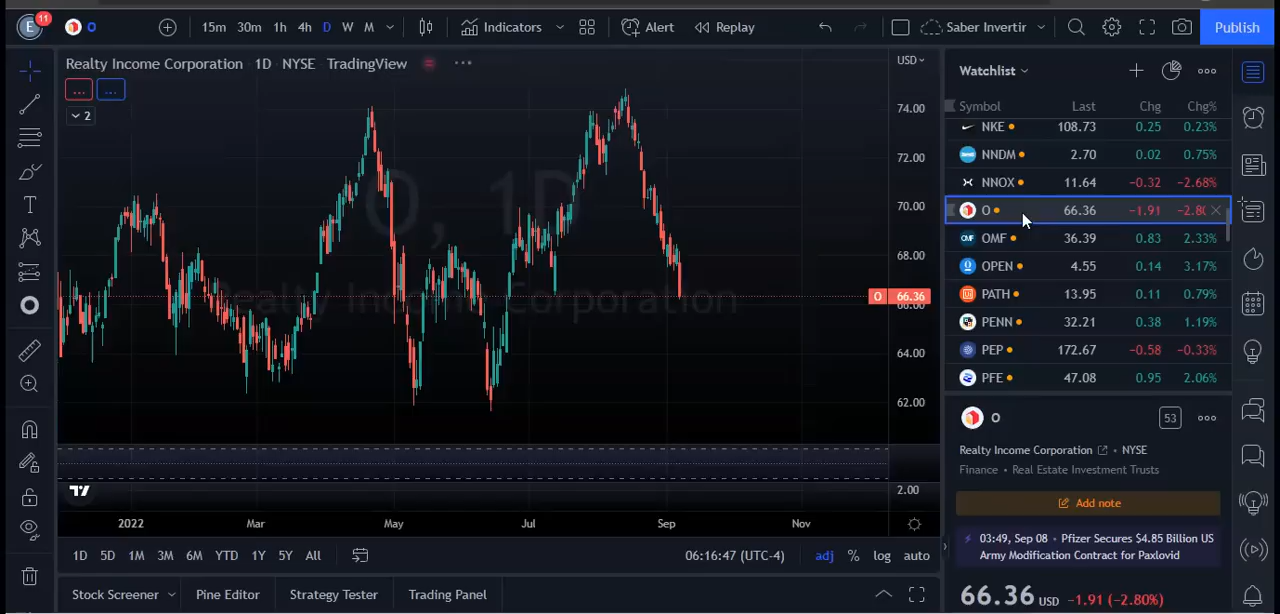 E 11 O 15m 30m 1h 4h D W M Indicators Alert Replay Saber Invertir Publish
Realty Income Corporation 1D NYSE TradingView
... ...
2
USD
74.00
72.00
70.00
68.00
66.00
64.00
62.00
2.00
O, 1D
Realty Income Corporation
O 66.36
2022 Mar May Jul Sep Nov
1D 5D 1M 3M 6M YTD 1Y 5Y All 06:16:47 (UTC-4) adj % log auto
Stock Screener Pine Editor Strategy Tester Trading Panel
Watchlist
Symbol Last Chg Chg%
NKE 108.73 0.25 0.23%
NNDM 2.70 0.02 0.75%
NNOX 11.64 −0.32 −2.68%
O 66.36 −1.91 −2.80
OMF 36.39 0.83 2.33%
OPEN 4.55 0.14 3.17%
PATH 13.95 0.11 0.79%
PENN 32.21 0.38 1.19%
PEP 172.67 −0.58 −0.33%
PFE 47.08 0.95 2.06%
O 53
Realty Income Corporation • NYSE
Finance • Real Estate Investment Trusts
Add note
03:49, Sep 08 • Pfizer Secures $4.85 Billion US
Army Modification Contract for Paxlovid
66.36 USD −1.91 (−2.80%)